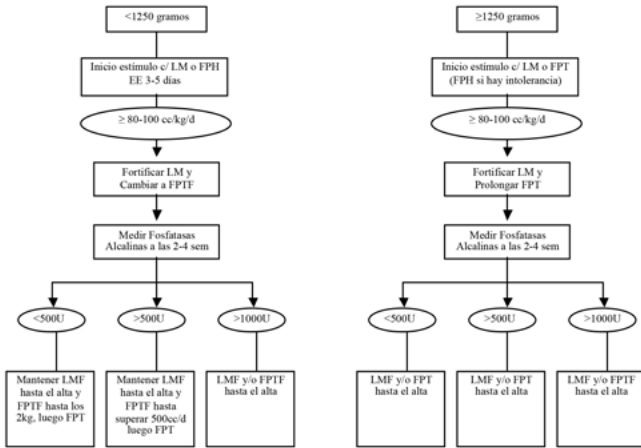 <1250 gramos
Inicio estímulo c/ LM o FPH
EE 3-5 días
≥ 80-100 cc/kg/d
Fortificar LM y
Cambiar a FPTF
Medir Fosfatasas
Alcalinas a las 2-4 sem
<500U
>500U
>1000U
Mantener LMF
hasta el alta y
FPTF hasta los
2kg, luego FPT
Mantener LMF
hasta el alta y
FPTF hasta
superar 500cc/d
luego FPT
LMF y/o FPTF
hasta el alta
≥1250 gramos
Inicio estímulo c/ LM o FPT
(FPH si hay intolerancia)
≥ 80-100 cc/kg/d
Fortificar LM y
Prolongar FPT
Medir Fosfatasas
Alcalinas a las 2-4 sem
<500U
>500U
>1000U
LMF y/o FPT
hasta el alta
LMF y/o FPT
hasta el alta
LMF y/o FPTF
hasta el alta